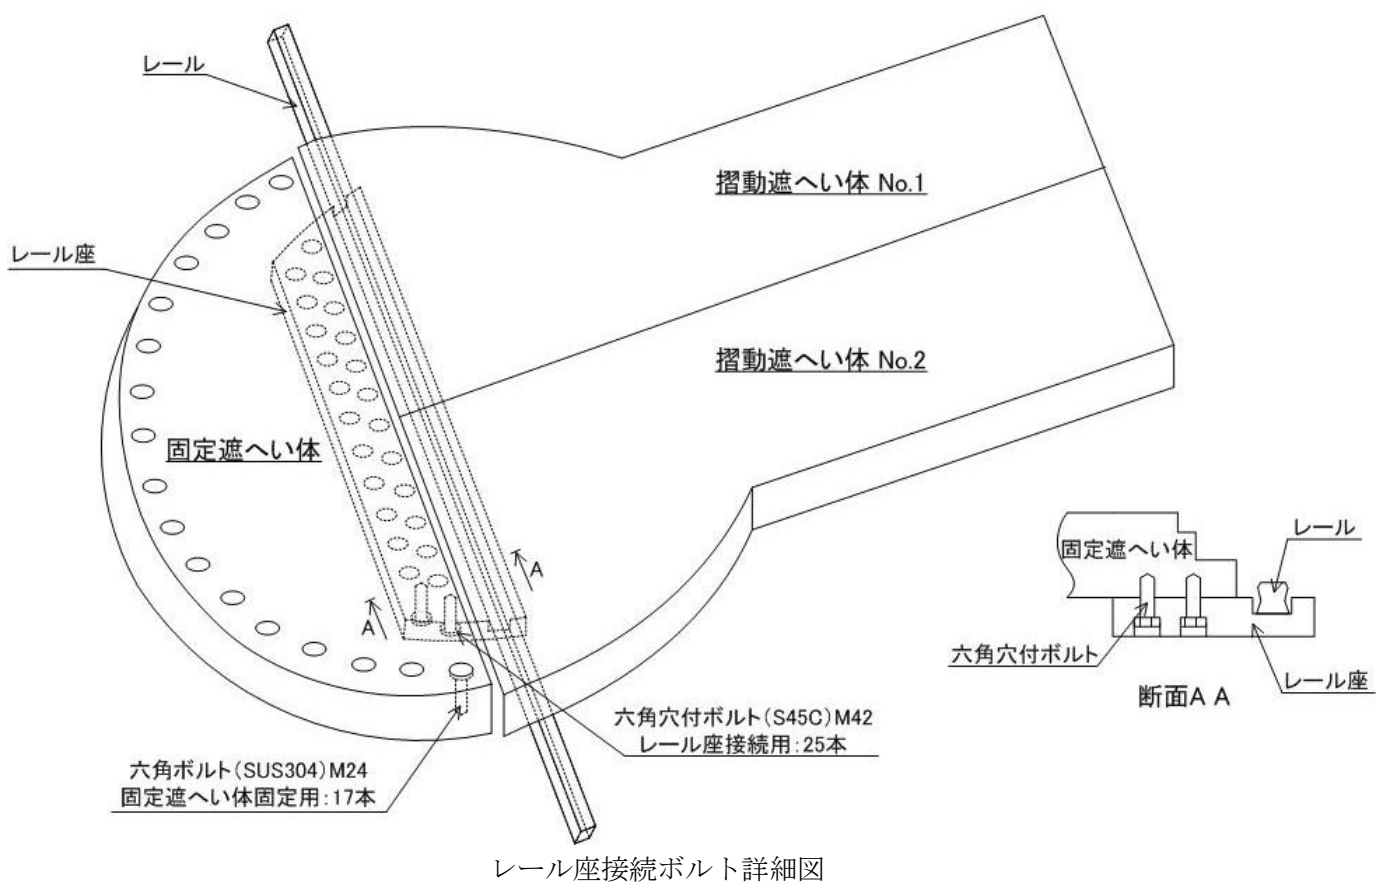 レール
摺動遮へい体 No.1
レール座
摺動遮へい体 No.2
固定遮へい体
A
A
六角穴付ボルト(S45C)M42
レール座接続用:25本
六角ボルト(SUS304)M24
固定遮へい体固定用:17本
レール
固定遮へい体
六角穴付ボルト
レール座
断面A A
レール座接続ボルト詳細図